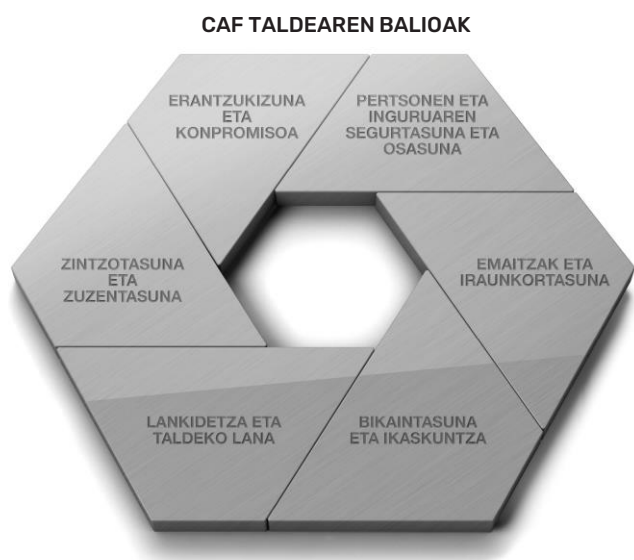 CAF TALDEAREN BALIOAK
ERANTZUKIZUNA
ETA
KONPROMISOA
PERTSONEN ETA
INGURUAREN
SEGURTASUNA ETA
OSASUNA
ZINTZOTASUNA
ETA
ZUZENTASUNA
EMAITZAK ETA
IRAUNKORTASUNA
LANKIDETZA ETA
TALDEKO LANA
BIKAINTASUNA
ETA IKASKUNTZA